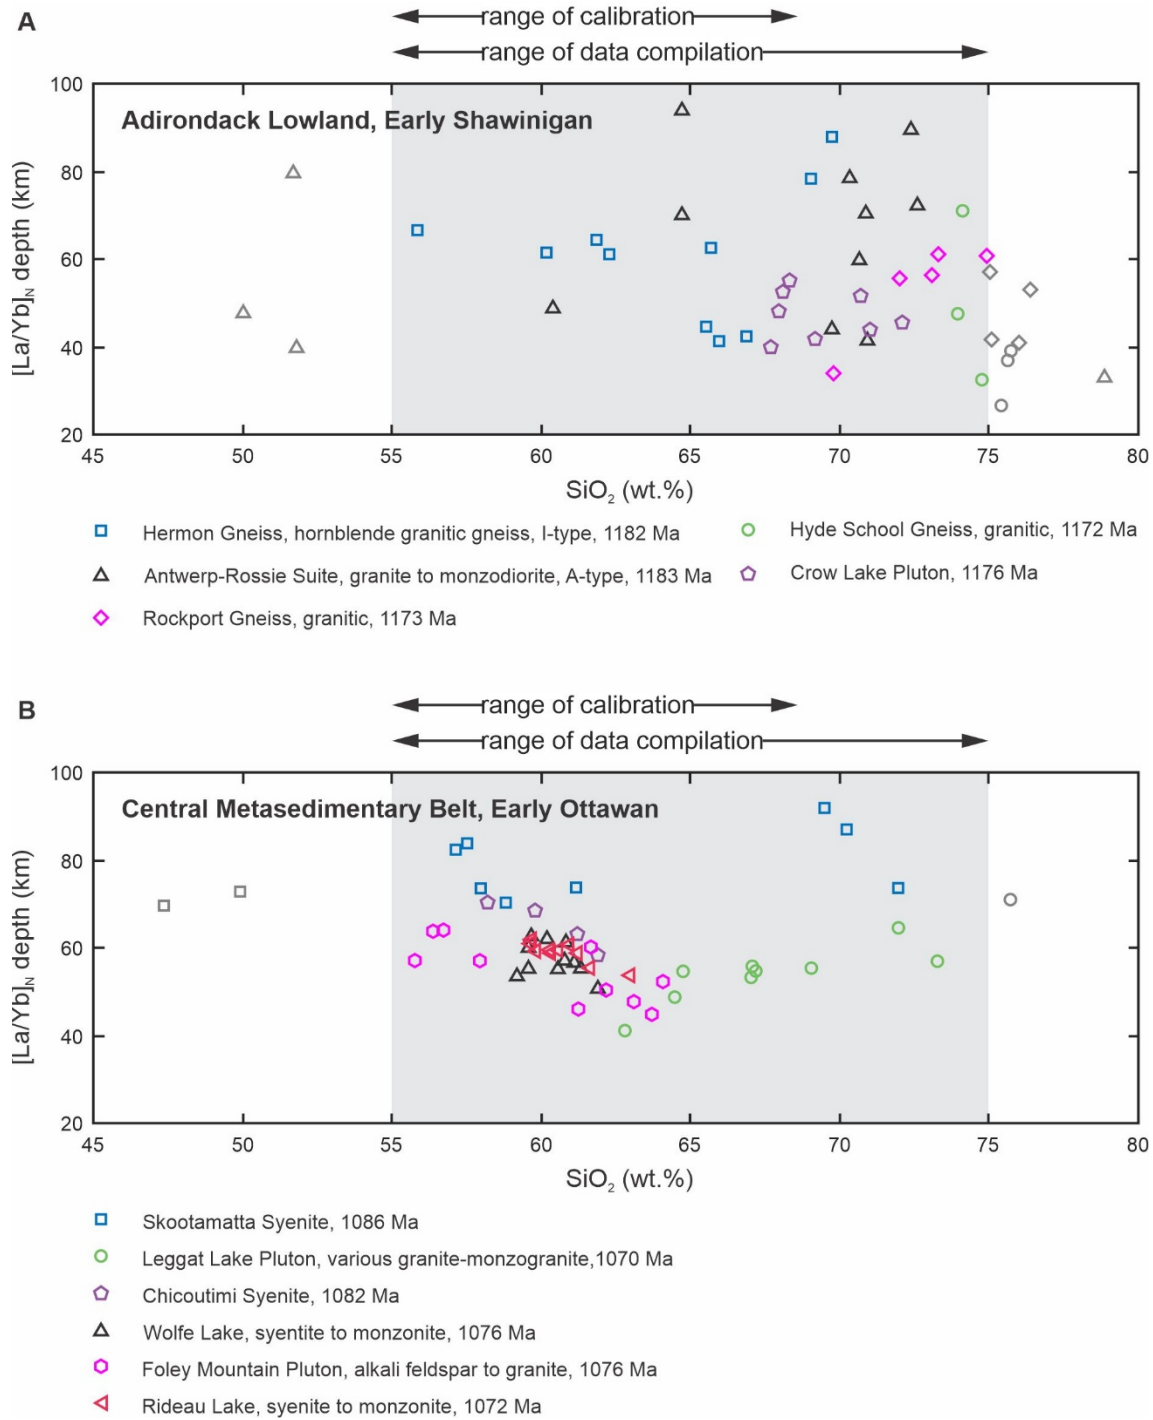 A
range of calibration
range of data compilation
100
80
60
40
20
[La/Yb]N depth (km)
Adirondack Lowland, Early Shawinigan
45 50 55 60 65 70 75 80
SiO2 (wt.%)
Hermon Gneiss, hornblende granitic gneiss, I-type, 1182 Ma
Hyde School Gneiss, granitic, 1172 Ma
Antwerp-Rossie Suite, granite to monzodiorite, A-type, 1183 Ma
Crow Lake Pluton, 1176 Ma
Rockport Gneiss, granitic, 1173 Ma
B
range of calibration
range of data compilation
100
80
60
40
20
[La/Yb]N depth (km)
Central Metasedimentary Belt, Early Ottawan
45 50 55 60 65 70 75 80
SiO2 (wt.%)
Skootamatta Syenite, 1086 Ma
Leggat Lake Pluton, various granite-monzogranite,1070 Ma
Chicoutimi Syenite, 1082 Ma
Wolfe Lake, syentite to monzonite, 1076 Ma
Foley Mountain Pluton, alkali feldspar to granite, 1076 Ma
Rideau Lake, syenite to monzonite, 1072 Ma